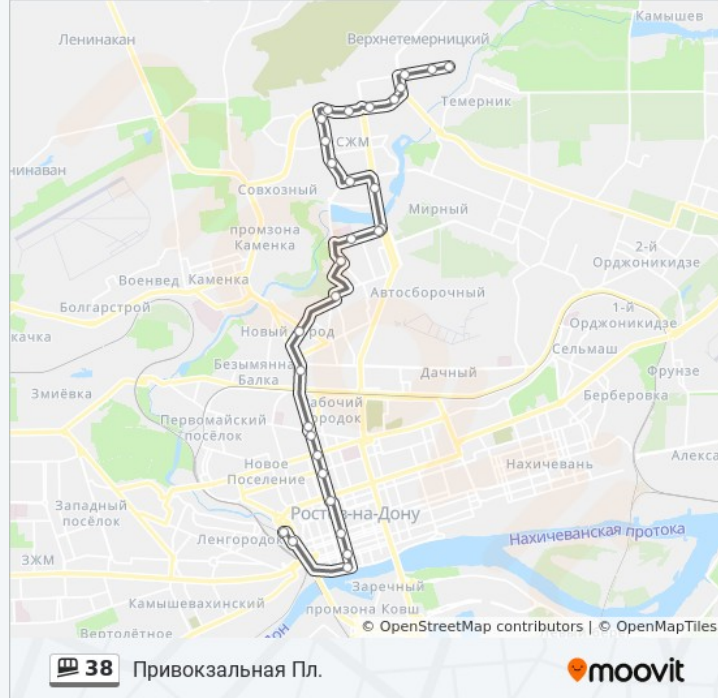 Камышев
Ленинакан
Верхнетемерницкий
Темерник
СЖМ
нинаван
Совхозный
Мирный
промзона
Каменка
2-й
Орджоникидзе
Военвед
Каменка
Автосборочный
Болгарстрой
1-й
Орджоникидзе
качка
Новый город
Сельмаш
Безымянная
Балка
Дачный
Фрунзе
Змиёвка
Берберовка
Рабочий
городок
Первомайский
посёлок
Алекса
Новое
Поселение
Нахичевань
Западный
посёлок
Ростов-на-Дону
Ленгородок
Нахичеванская протока
ЗЖМ
Заречный
Камышевахинский
промзона Ковш
Вертолётное
Дон
© OpenStreetMap contributors | © OpenMapTiles
38 Привокзальная Пл.
moovit